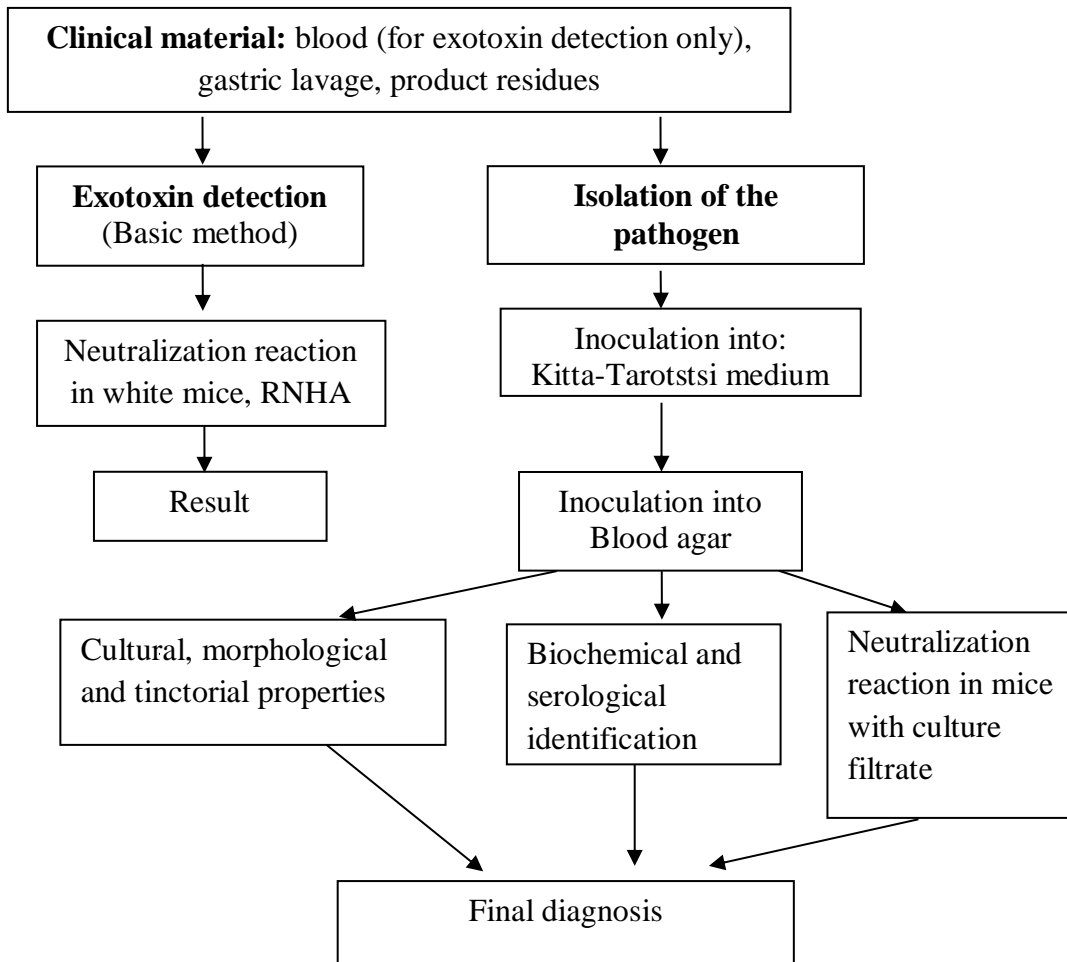 Clinical material: blood (for exotoxin detection only),
gastric lavage, product residues
Exotoxin detection
(Basic method)
Isolation of the
pathogen
Neutralization reaction
in white mice, RNHA
Inoculation into:
Kitta-Tarotstsi medium
Result
Inoculation into
Blood agar
Cultural, morphological
and tinctorial properties
Biochemical and
serological
identification
Neutralization
reaction in mice
with culture
filtrate
Final diagnosis